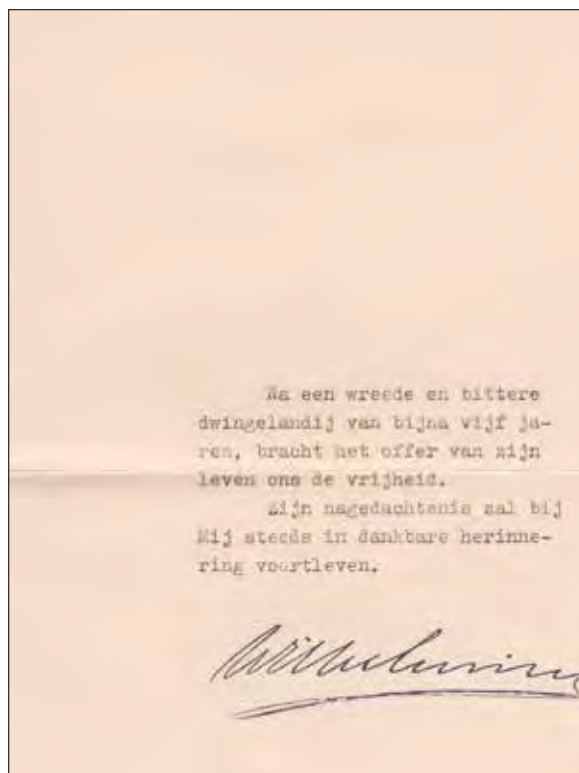 Na een wreede en bittere
dwingelandij van bijna vijf ja-
ren, bracht het offer van zijn
leven ons de vrijheid.
Zijn nagedachtenis zal bij
Mij steeds in dankbare herinne-
ring voortleven.
Wilhelmina